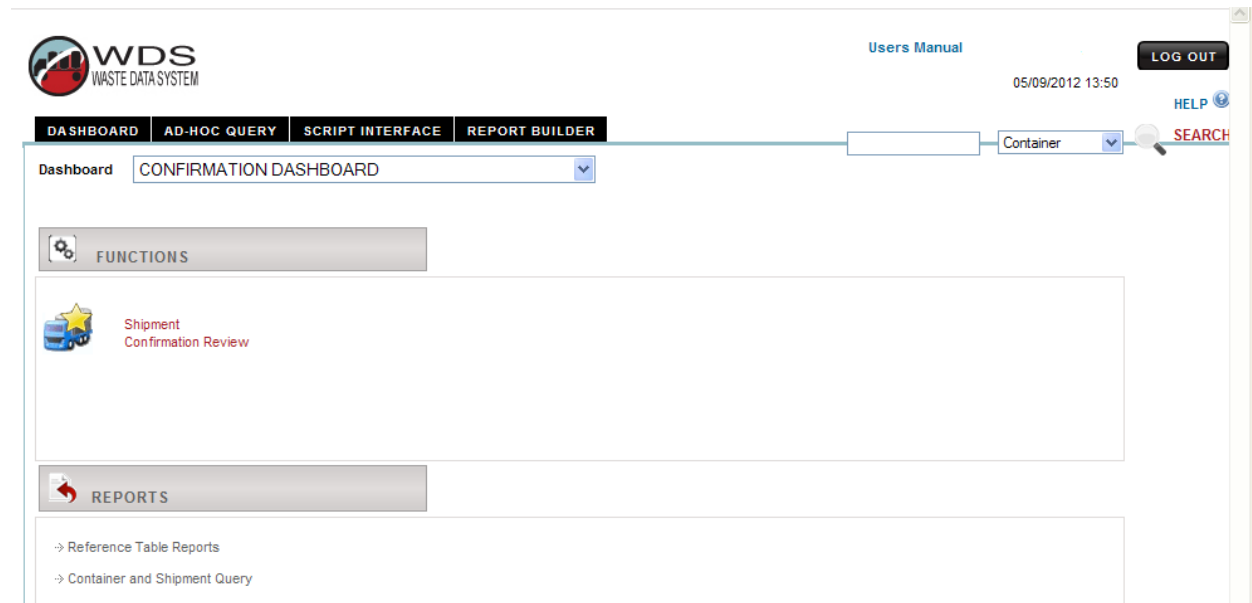 WDS
WASTE DATA SYSTEM
Users Manual
LOG OUT
05/09/2012 13:50
HELP
DASHBOARD AD-HOC QUERY SCRIPT INTERFACE REPORT BUILDER
Container
SEARCH
Dashboard CONFIRMATION DASHBOARD
FUNCTIONS
Shipment
Confirmation Review
REPORTS
Reference Table Reports
Container and Shipment Query